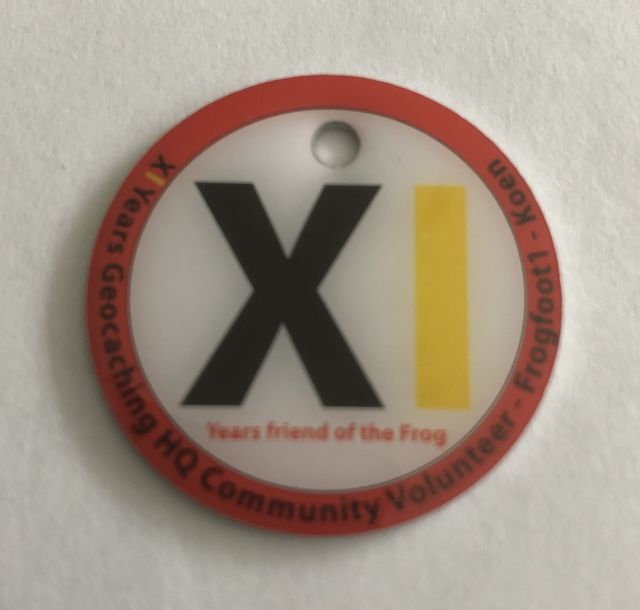 XI
Years friend of the Frog
XI Years Geocaching HQ Community Volunteer - Frogfoot1 - Koen